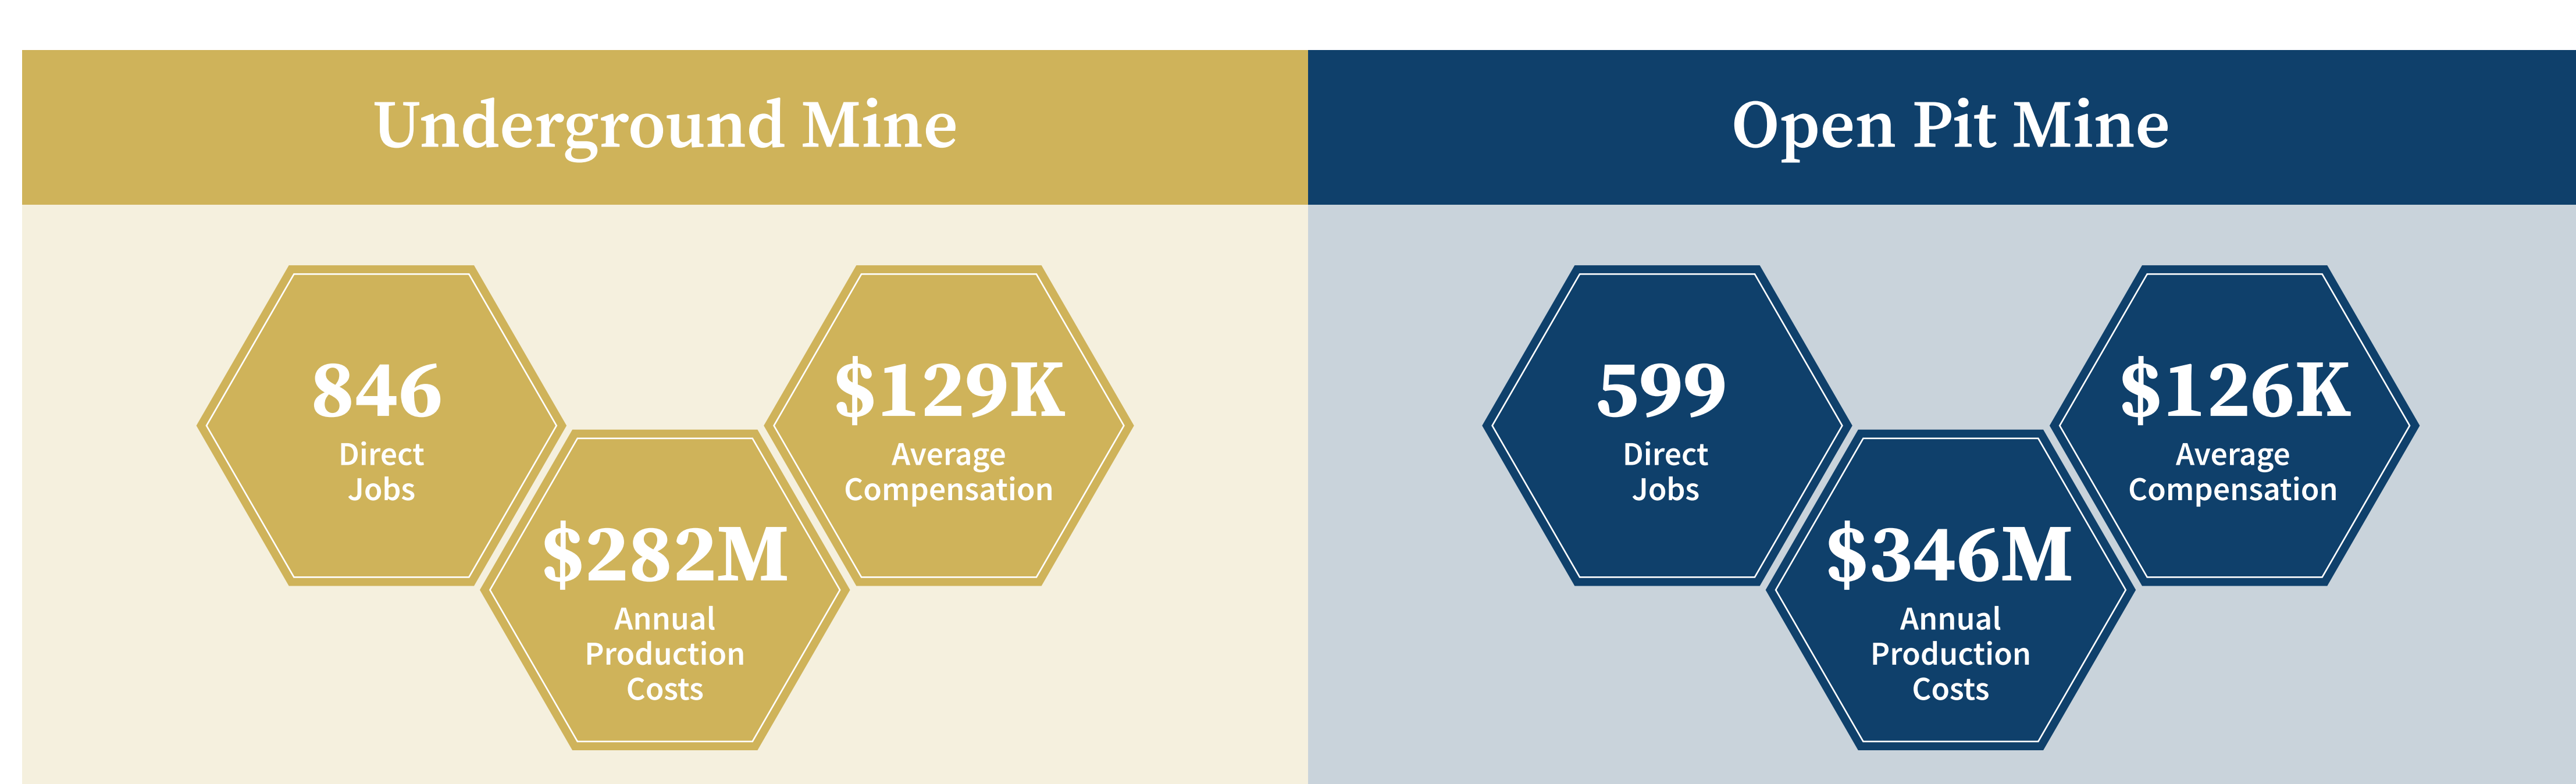 Underground Mine
846
Direct
Jobs
$282M
Annual
Production
Costs
$129K
Average
Compensation
Open Pit Mine
599
Direct
Jobs
$346M
Annual
Production
Costs
$126K
Average
Compensation